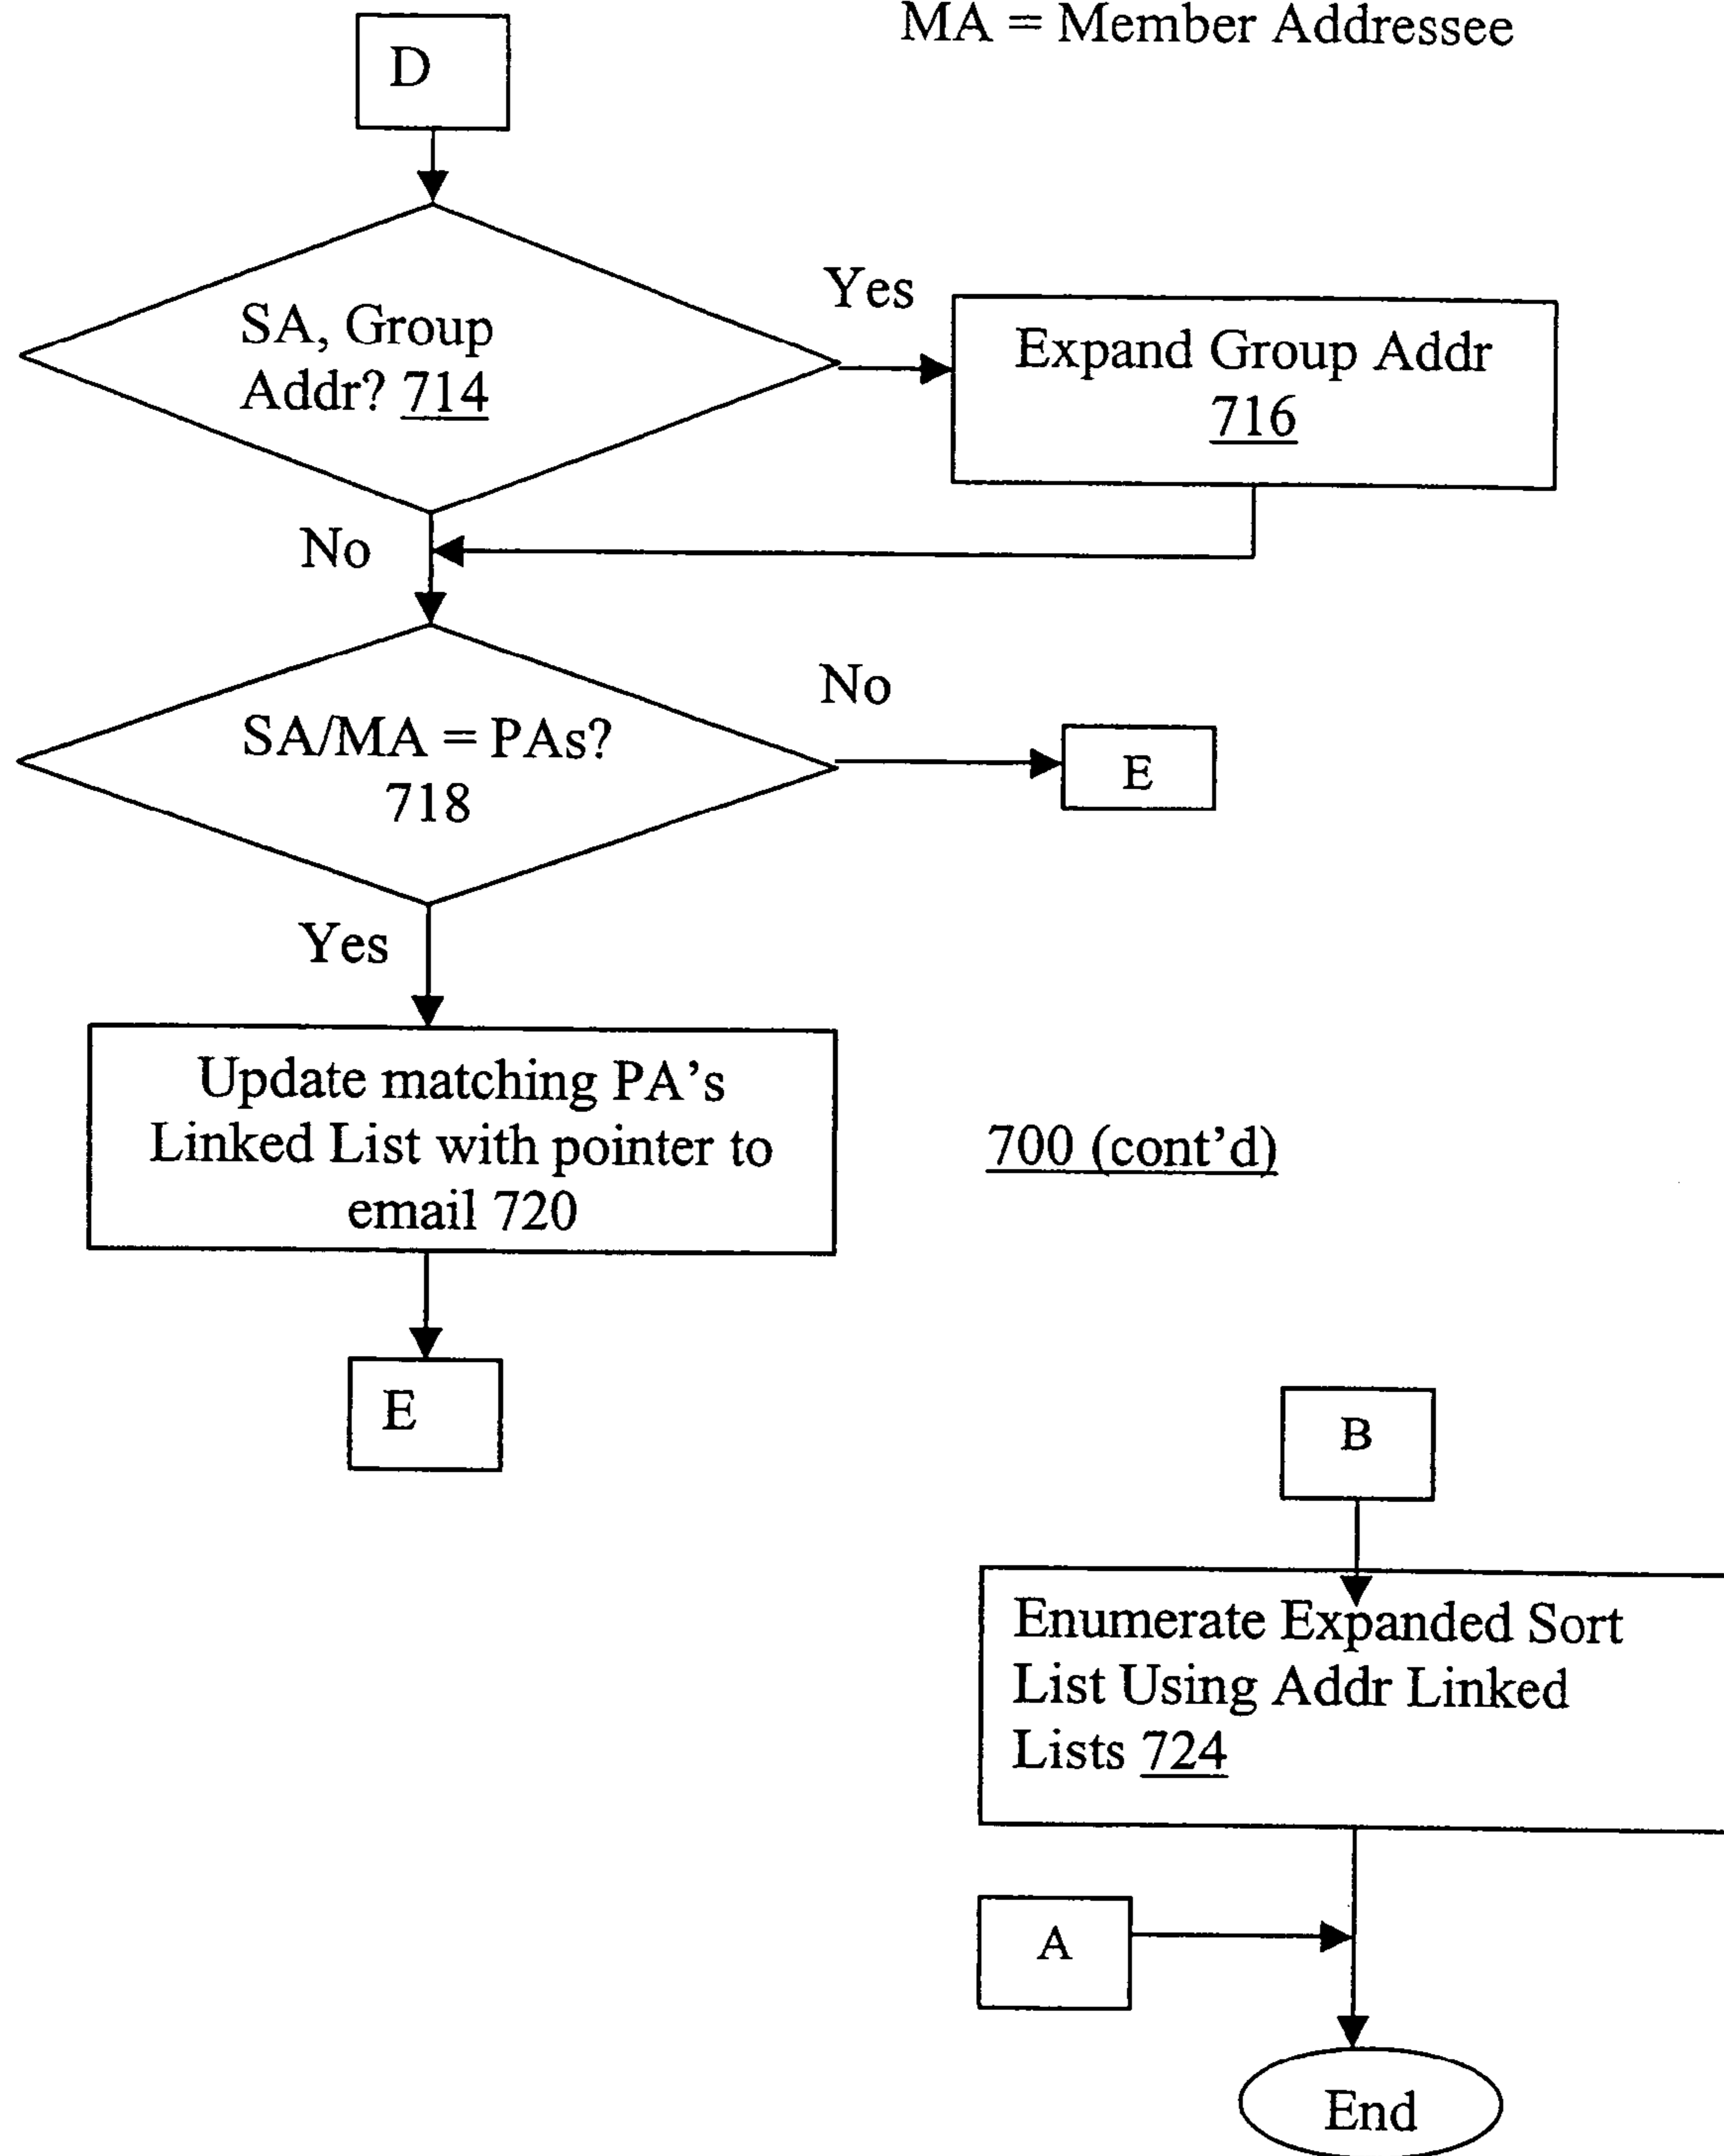 MA = Member Addressee
D
SA, Group
Addr? 714
Yes
Expand Group Addr
716
No
SA/MA = PAs?
718
No
E
Yes
Update matching PA's
Linked List with pointer to
email 720
700 (cont'd)
E
B
Enumerate Expanded Sort
List Using Addr Linked
Lists 724
A
End